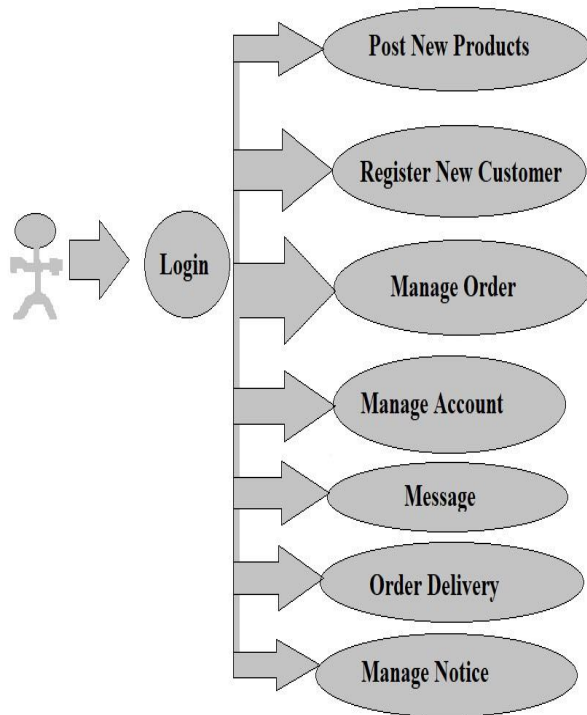 Post New Products
Register New Customer
Login
Manage Order
Manage Account
Message
Order Delivery
Manage Notice